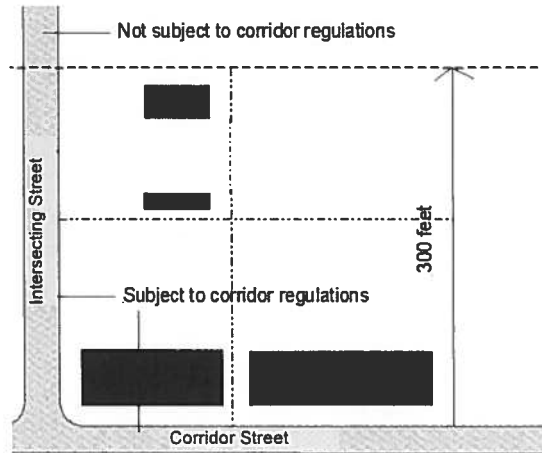 Not subject to corridor regulations
Intersecting Street
300 feet
Subject to corridor regulations
Corridor Street